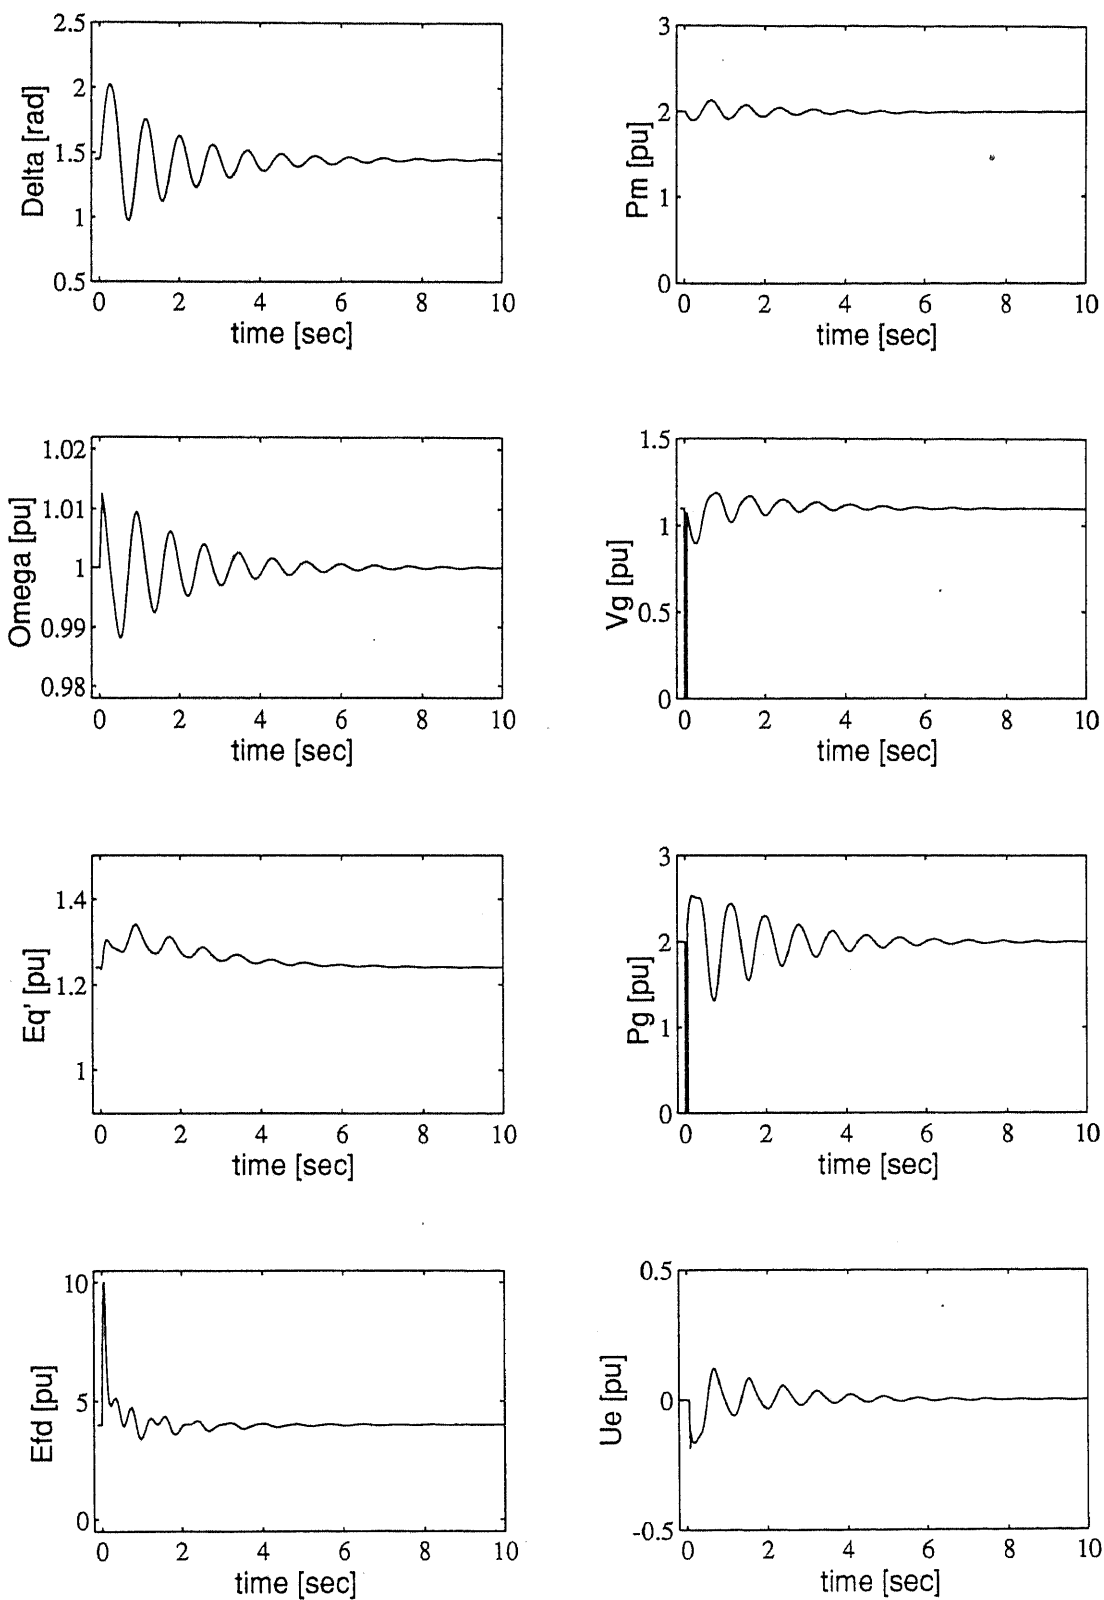 2.5
2
1.5
1
0.5
Delta [rad]
0 2 4 6 8 10
time [sec]
3
2
1
0
Pm [pu]
0 2 4 6 8 10
time [sec]
1.02
1.01
1
0.99
0.98
Omega [pu]
0 2 4 6 8 10
time [sec]
1.5
1
0.5
0
Vg [pu]
0 2 4 6 8 10
time [sec]
1.4
1.2
1
Eq' [pu]
0 2 4 6 8 10
time [sec]
3
2
1
0
Pg [pu]
0 2 4 6 8 10
time [sec]
10
5
0
Efd [pu]
0 2 4 6 8 10
time [sec]
0.5
0
-0.5
Ue [pu]
0 2 4 6 8 10
time [sec]